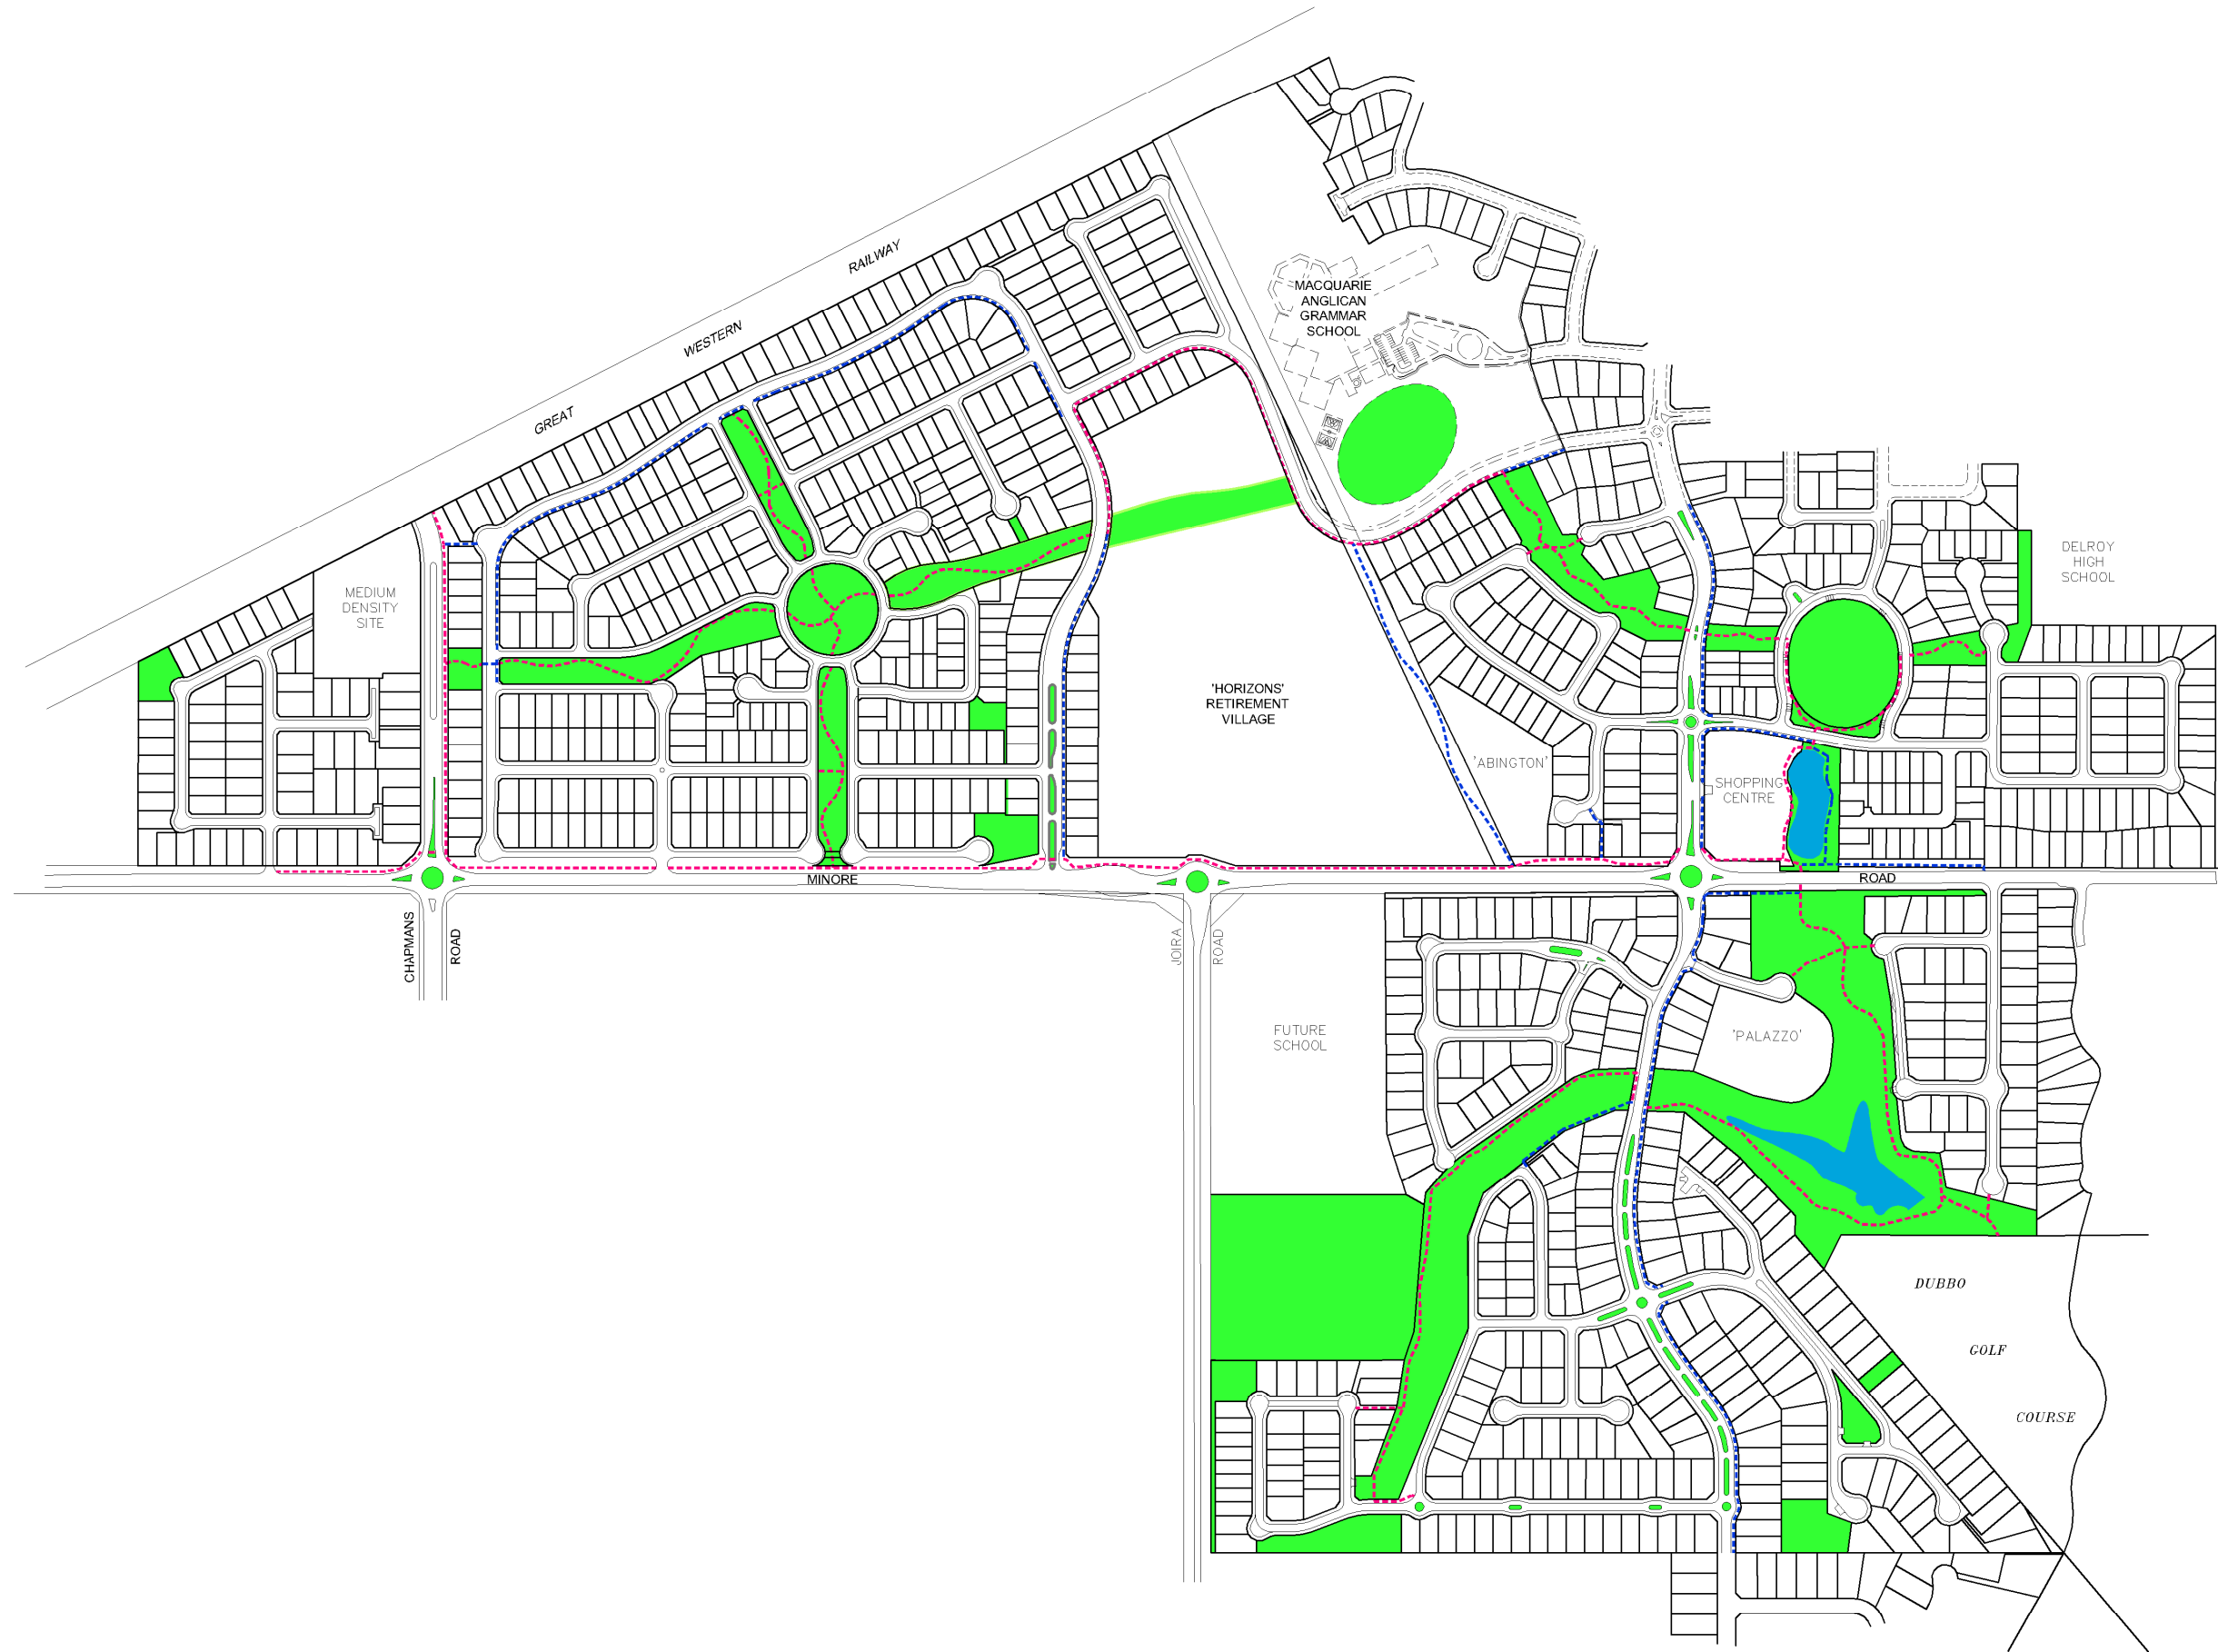 GREAT
WESTERN
RAILWAY
MACQUARIE
ANGLICAN
GRAMMAR
SCHOOL
DELROY
HIGH
SCHOOL
MEDIUM
DENSITY
SITE
'HORIZONS'
RETIREMENT
VILLAGE
'ABINGTON'
SHOPPING
CENTRE
MINORE
ROAD
CHAPMANS
ROAD
JOIRA
ROAD
FUTURE
SCHOOL
'PALAZZO'
DUBBO
GOLF
COURSE